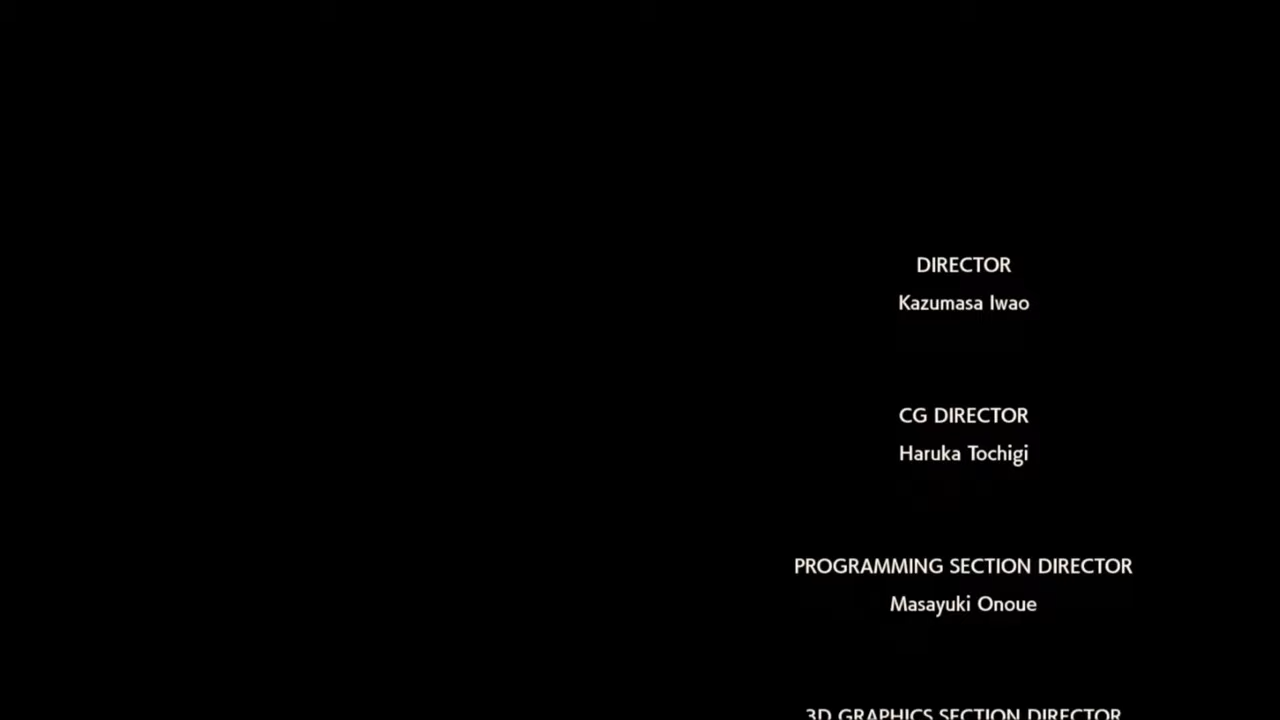 DIRECTOR
Kazumasa Iwao
CG DIRECTOR
Haruka Tochigi
PROGRAMMING SECTION DIRECTOR
Masayuki Onoue
3D GRAPHICS SECTION DIRECTOR